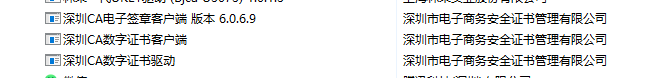 深圳CA电子签章客户端 版本 6.0.6.9 深圳市电子商务安全证书管理有限公司
深圳CA数字证书客户端 深圳市电子商务安全证书管理有限公司
深圳CA数字证书驱动 深圳市电子商务安全证书管理有限公司